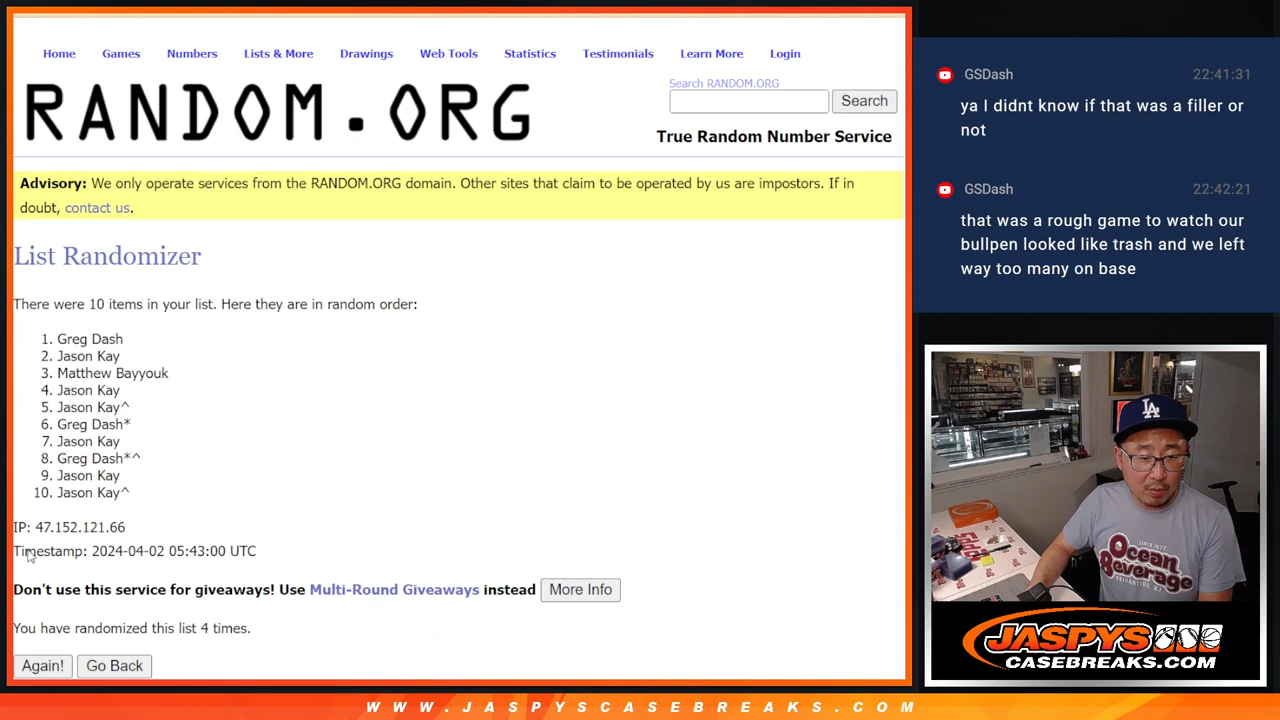 Home Games Numbers Lists & More Drawings Web Tools Statistics Testimonials Learn More Login
RANDOM.ORG
Search RANDOM.ORG
Search
True Random Number Service
Advisory: We only operate services from the RANDOM.ORG domain. Other sites that claim to be operated by us are impostors. If in
doubt, contact us.
List Randomizer
There were 10 items in your list. Here they are in random order:
1. Greg Dash
2. Jason Kay
3. Matthew Bayyouk
4. Jason Kay
5. Jason Kay^
6. Greg Dash*
7. Jason Kay
8. Greg Dash*^
9. Jason Kay
10. Jason Kay^
IP: 47.152.121.66
Timestamp: 2024-04-02 05:43:00 UTC
Don't use this service for giveaways! Use Multi-Round Giveaways instead More Info
You have randomized this list 4 times.
Again! Go Back
GSDash 22:41:31
ya I didnt know if that was a filler or
not
GSDash 22:42:21
that was a rough game to watch our
bullpen looked like trash and we left
way too many on base
LA
Ocean
Beverage
JASPYS
CASEBREAKS.COM
WWW.JASPYSCASEBREAKS.COM